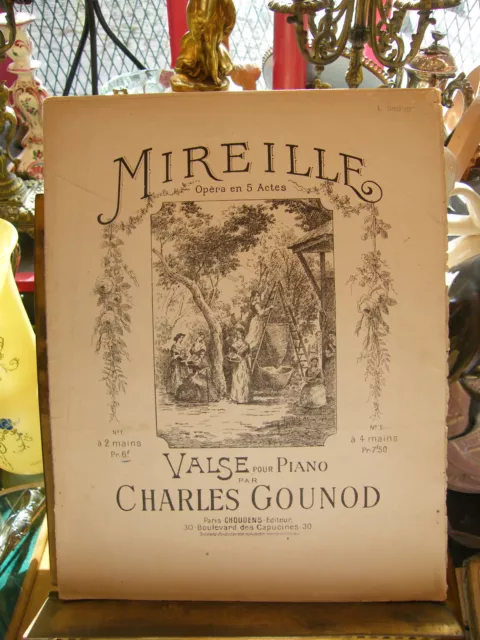 MIREILLE
Opéra en 5 Actes
Nº 1
à 2 mains
Pr. 6f
Nº 2
à 4 mains
Pr. 7f50
VALSE POUR PIANO
PAR
CHARLES GOUNOD
Paris CHOUDENS Editeur
30 Boulevard des Capucines 30